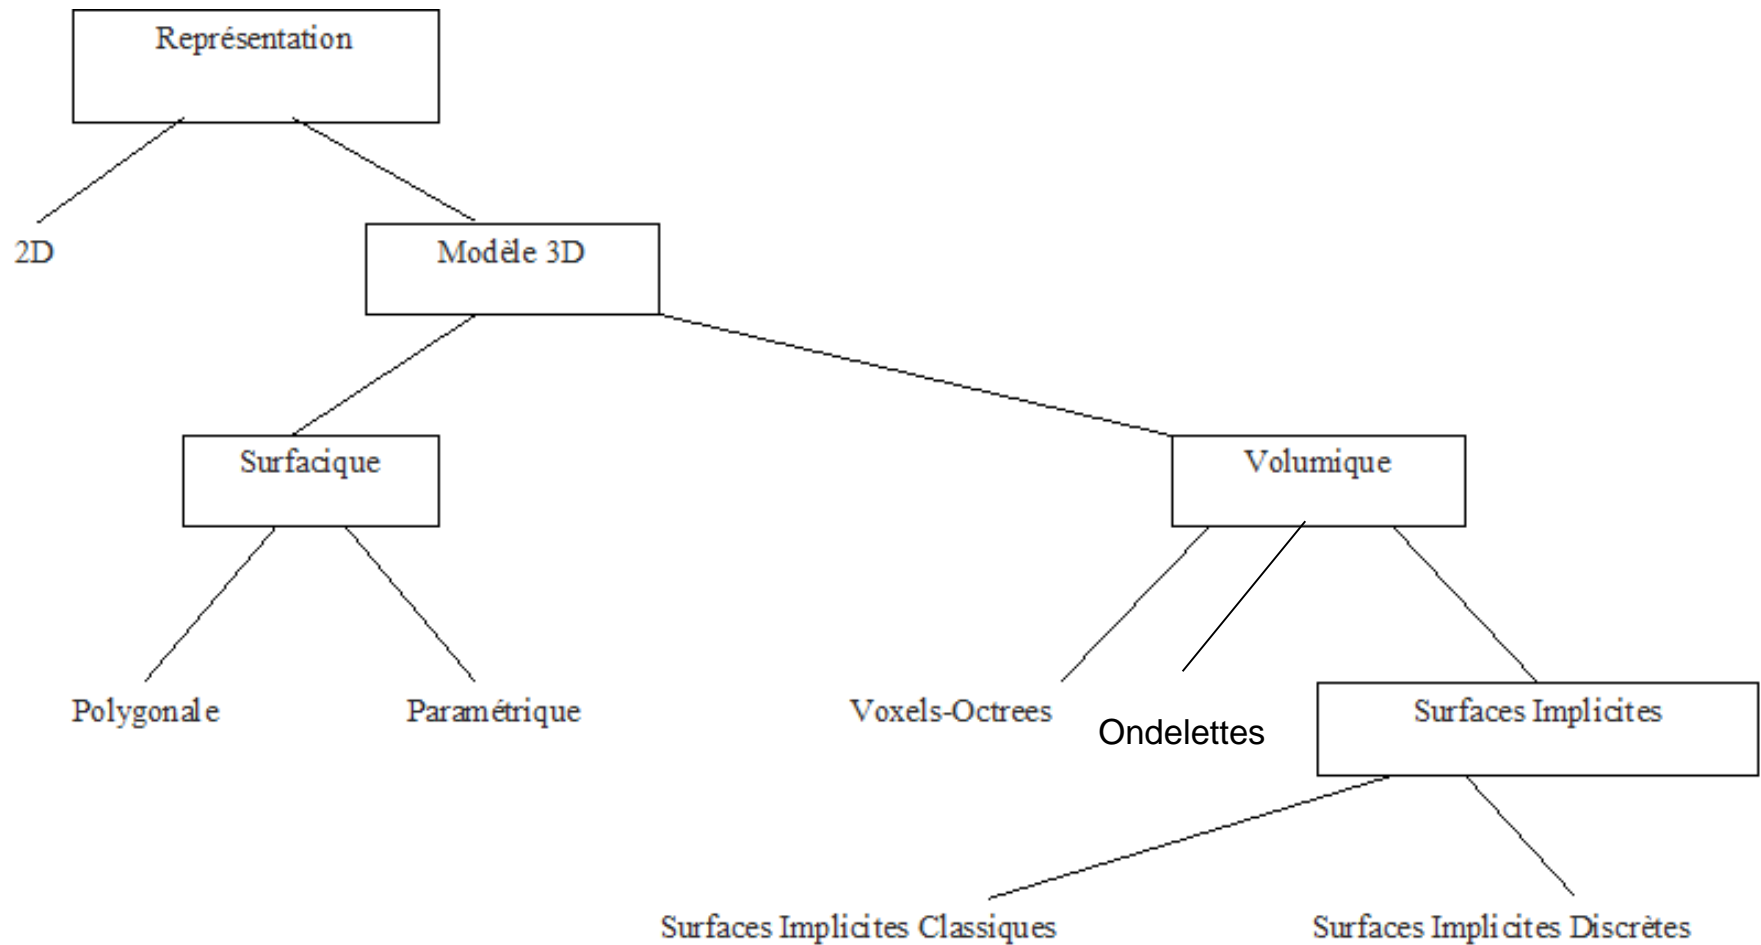 Représentation
2D
Modèle 3D
Surfacique
Volumique
Polygonale
Paramétrique
Voxels-Octrees
Ondelettes
Surfaces Implicites
Surfaces Implicites Classiques
Surfaces Implicites Discrètes